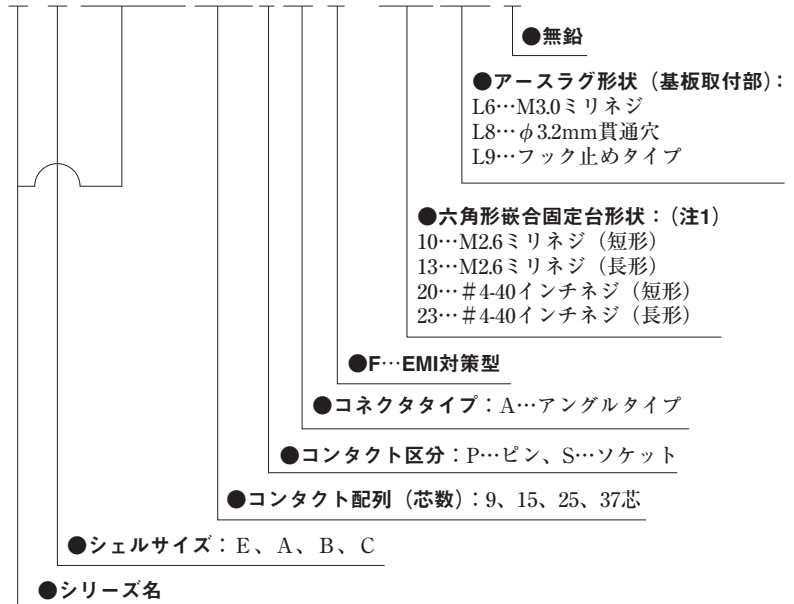 ●無鉛
●アースラグ形状（基板取付部）：
L6…M3.0ミリネジ
L8…φ3.2mm貫通穴
L9…フック止めタイプ
●六角形嵌合固定台形状：（注1）
10…M2.6ミリネジ（短形）
13…M2.6ミリネジ（長形）
20…＃4-40インチネジ（短形）
23…＃4-40インチネジ（長形）
●F…EMI対策型
●コネクタタイプ：A…アングルタイプ
●コンタクト区分：P…ピン、S…ソケット
●コンタクト配列（芯数）：9、15、25、37芯
●シェルサイズ：E、A、B、C
●シリーズ名